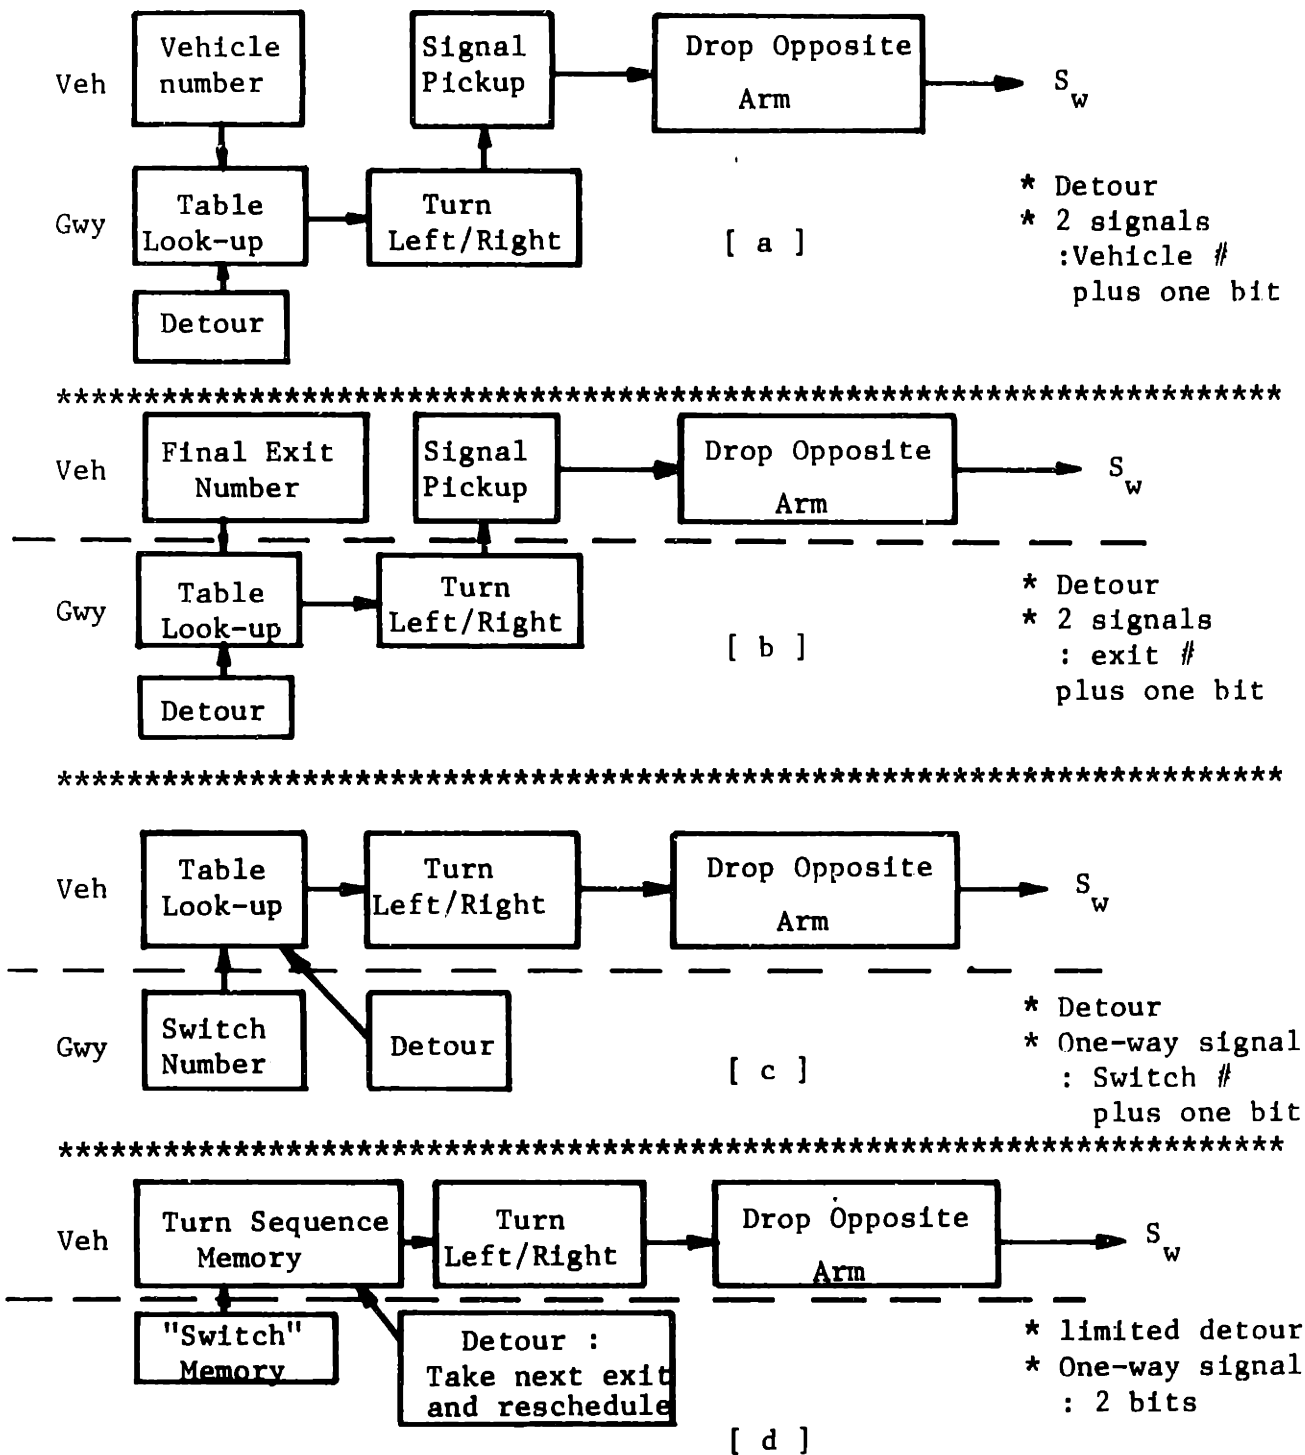 Veh
Vehicle
number
Signal
Pickup
Drop Opposite
Arm
S_w
Gwy
Table
Look-up
Turn
Left/Right
Detour
[ a ]
* Detour
* 2 signals
:Vehicle #
plus one bit
**********************************************************************
Veh
Final Exit
Number
Signal
Pickup
Drop Opposite
Arm
S_w
Gwy
Table
Look-up
Turn
Left/Right
Detour
[ b ]
* Detour
* 2 signals
: exit #
plus one bit
**********************************************************************
Veh
Table
Look-up
Turn
Left/Right
Drop Opposite
Arm
S_w
Gwy
Switch
Number
Detour
[ c ]
* Detour
* One-way signal
: Switch #
plus one bit
**********************************************************************
Veh
Turn Sequence
Memory
Turn
Left/Right
Drop Opposite
Arm
S_w
"Switch"
Memory
Detour :
Take next exit
and reschedule
[ d ]
* limited detour
* One-way signal
: 2 bits